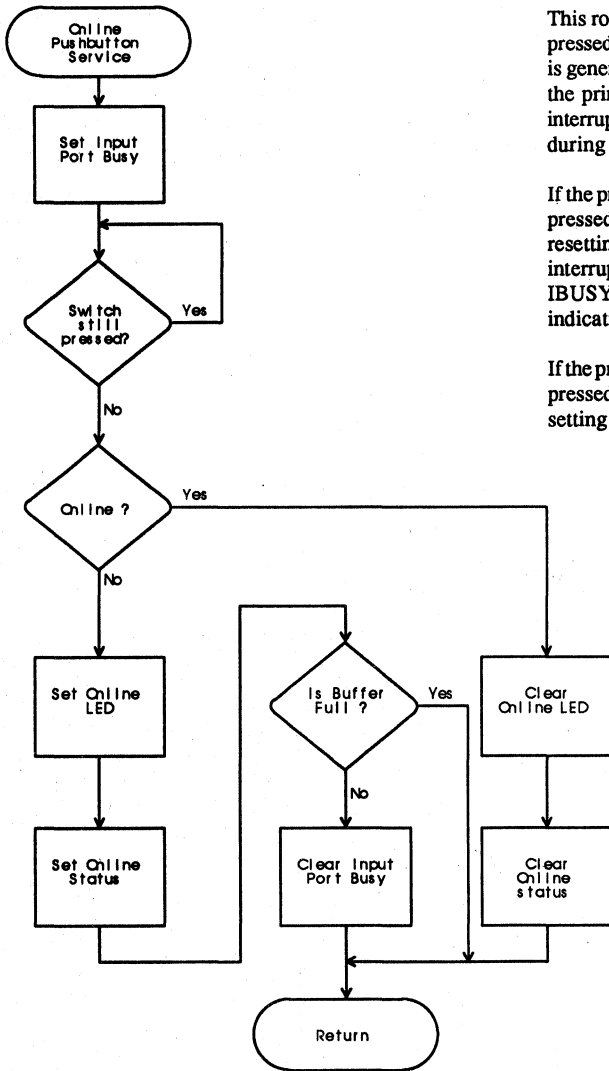 Online
Pushbutton
Service
Set Input
Port Busy
Switch
still
pressed?
Yes
No
Online ?
Yes
No
Set Online
LED
Set Online
Status
Is Buffer
Full ?
Yes
No
Clear Input
Port Busy
Clear
Online LED
Clear
Online
status
Return
This ro
pressed
is gener
the prin
interrup
during
If the pr
pressed
resettin
interrup
IBUSY
indicati
If the pr
pressed
setting